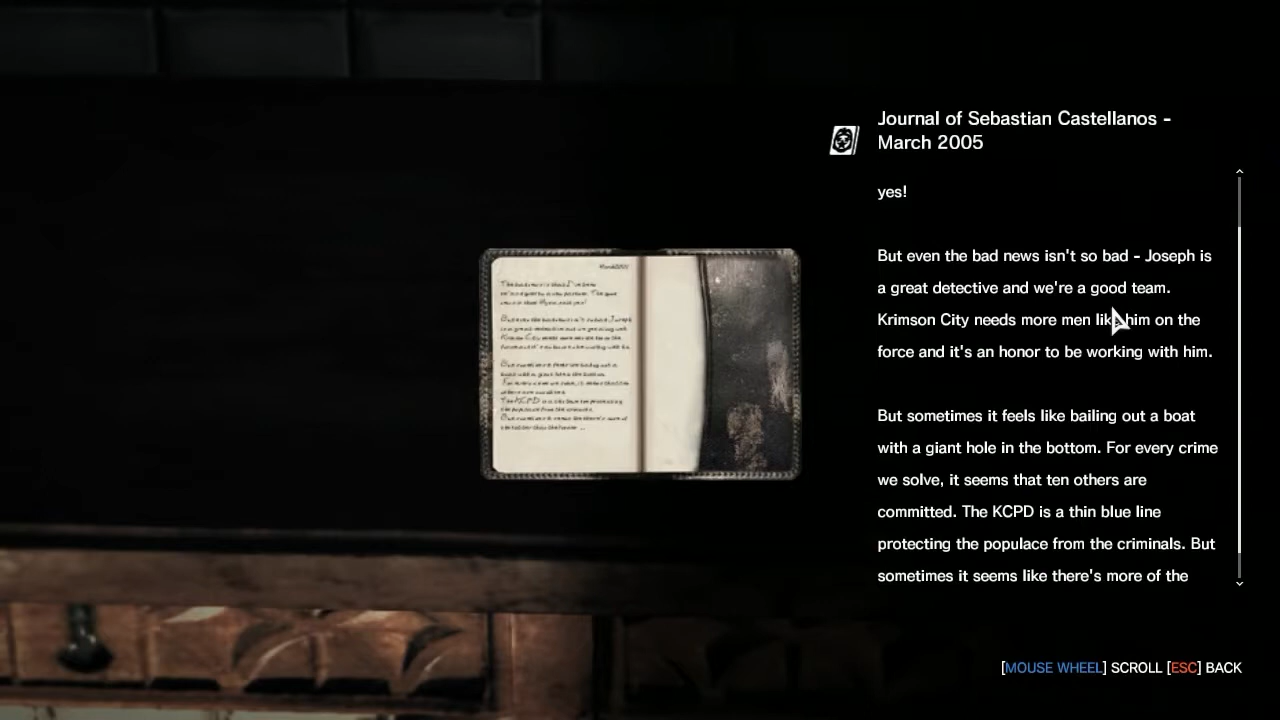 Journal of Sebastian Castellanos -
March 2005
yes!
But even the bad news isn't so bad - Joseph is
a great detective and we're a good team.
Krimson City needs more men like him on the
force and it's an honor to be working with him.
But sometimes it feels like bailing out a boat
with a giant hole in the bottom. For every crime
we solve, it seems that ten others are
committed. The KCPD is a thin blue line
protecting the populace from the criminals. But
sometimes it seems like there's more of the
[MOUSE WHEEL] SCROLL [ESC] BACK